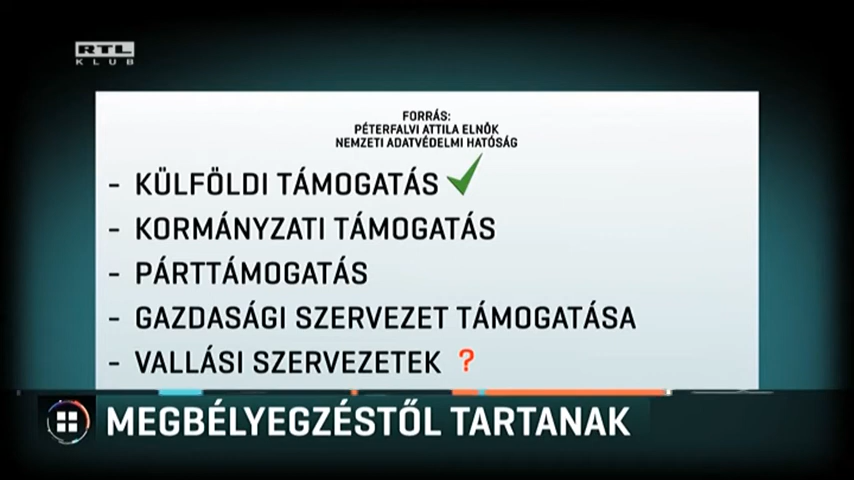 RTL
KLUB
FORRÁS:
PÉTERFALVI ATTILA ELNÖK
NEMZETI ADATVÉDELMI HATÓSÁG
- KÜLFÖLDI TÁMOGATÁS
- KORMÁNYZATI TÁMOGATÁS
- PÁRTTÁMOGATÁS
- GAZDASÁGI SZERVEZET TÁMOGATÁSA
- VALLÁSI SZERVEZETEK ?
MEGBÉLYEGZÉSTŐL TARTANAK